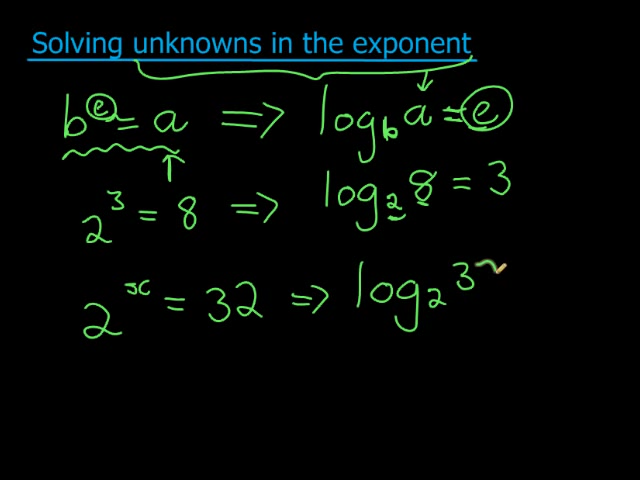 Solving unknowns in the exponent
b^e = a ⇒ log_b a = e
2^3 = 8 ⇒ log_2 8 = 3
2^x = 32 ⇒ log_2 3